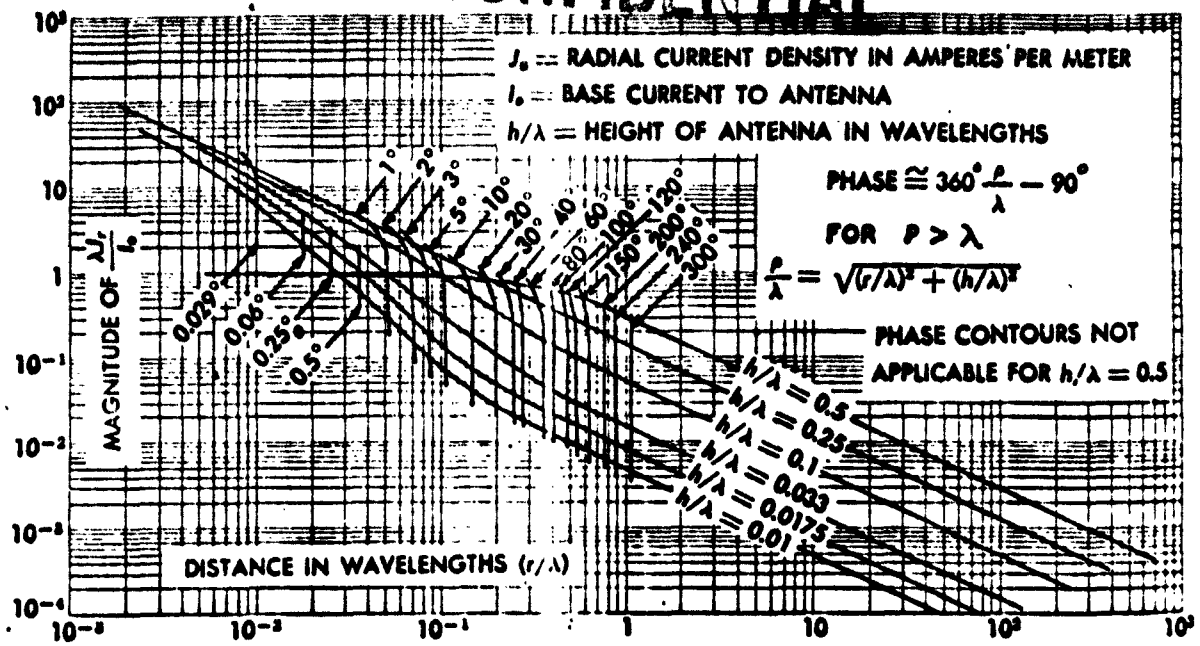 10³
10²
10
1
10⁻¹
10⁻²
10⁻³
10⁻⁴
MAGNITUDE OF λJᵣ/I₀
J₀ = RADIAL CURRENT DENSITY IN AMPERES PER METER
I₀ = BASE CURRENT TO ANTENNA
h/λ = HEIGHT OF ANTENNA IN WAVELENGTHS
PHASE ≅ 360° ρ/λ − 90°
FOR P > λ
ρ/λ = √(r/λ)² + (h/λ)²
PHASE CONTOURS NOT
APPLICABLE FOR h/λ = 0.5
1°
2°
3°
5°
10°
20°
30°
40°
60°
80°
100°
120°
150°
200°
240°
300°
0.029°
0.06°
0.25°
0.5°
h/λ = 0.5
h/λ = 0.25
h/λ = 0.1
h/λ = 0.033
h/λ = 0.0175
h/λ = 0.01
DISTANCE IN WAVELENGTHS (r/λ)
10⁻³
10⁻²
10⁻¹
1
10
10²
10³